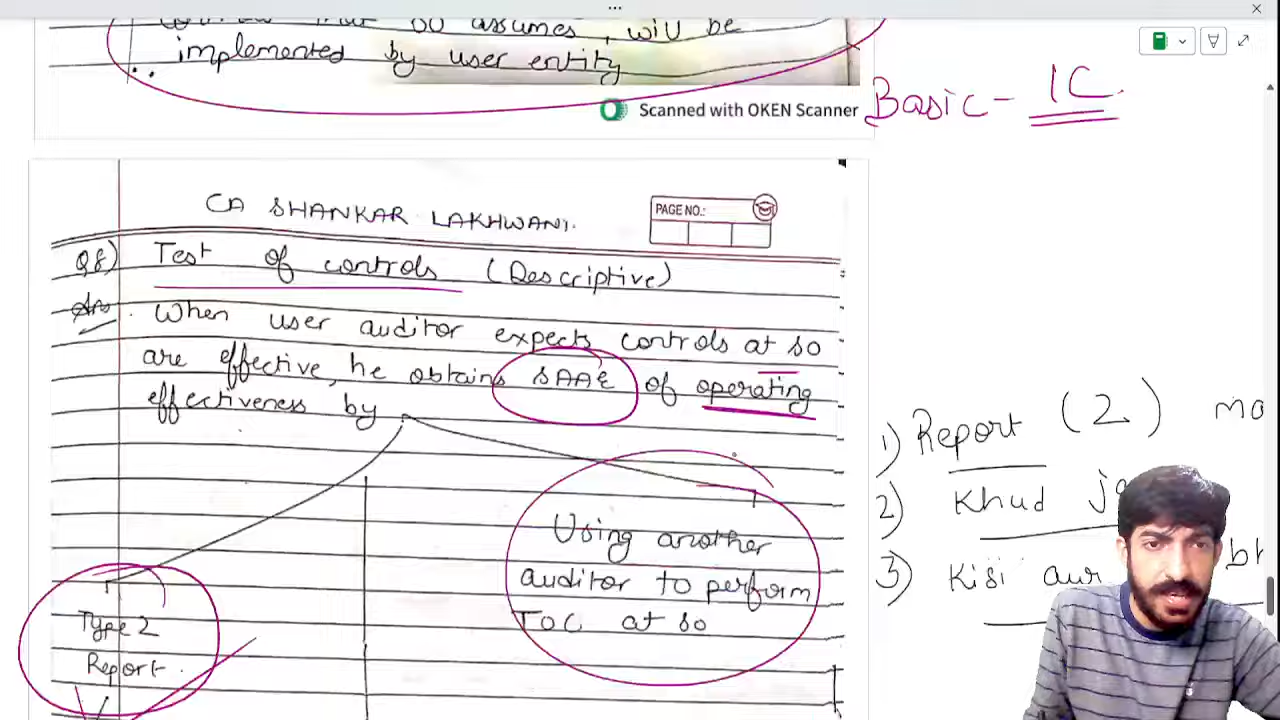 assumes, will be
implemented by user entity
Scanned with OKEN Scanner
Basic - IC
CA SHANKAR LAKHWANI.
PAGE NO.:
Q8) Test of controls (Descriptive)
Ans. When user auditor expects controls at SO
are effective, he obtains SAAE of operating
effectiveness by
Using another
auditor to perform
TOC at SO
Type 2
Report
1) Report (2)
2) Khud
3) Kisi aur